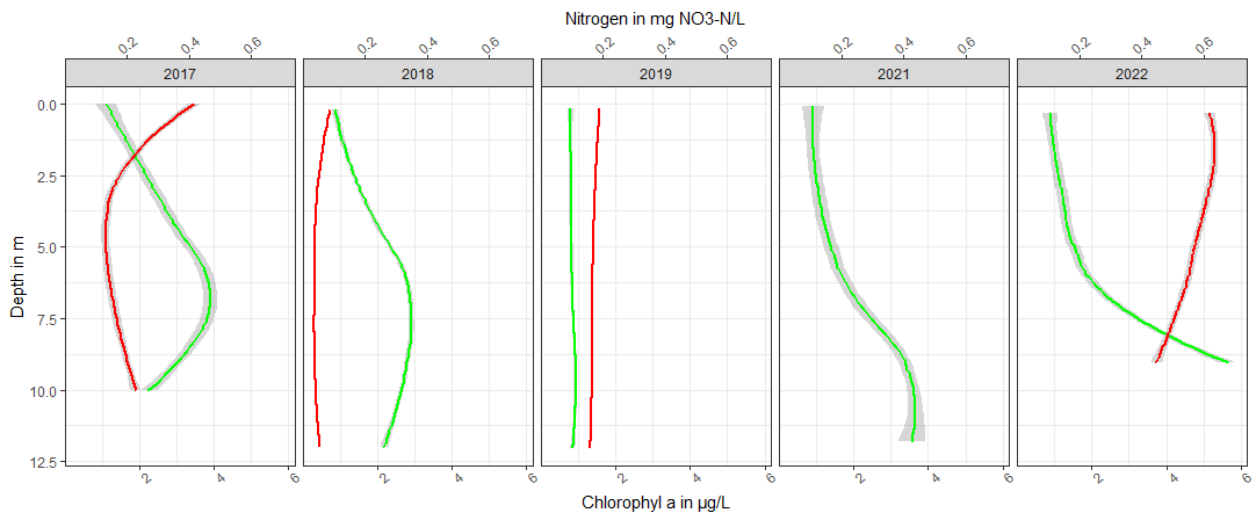 Nitrogen in mg NO3-N/L
0.2 0.4 0.6 0.2 0.4 0.6 0.2 0.4 0.6 0.2 0.4 0.6 0.2 0.4 0.6
2017 2018 2019 2021 2022
0.0
2.5
5.0
7.5
10.0
12.5
Depth in m
2 4 6 2 4 6 2 4 6 2 4 6 2 4 6
Chlorophyl a in µg/L